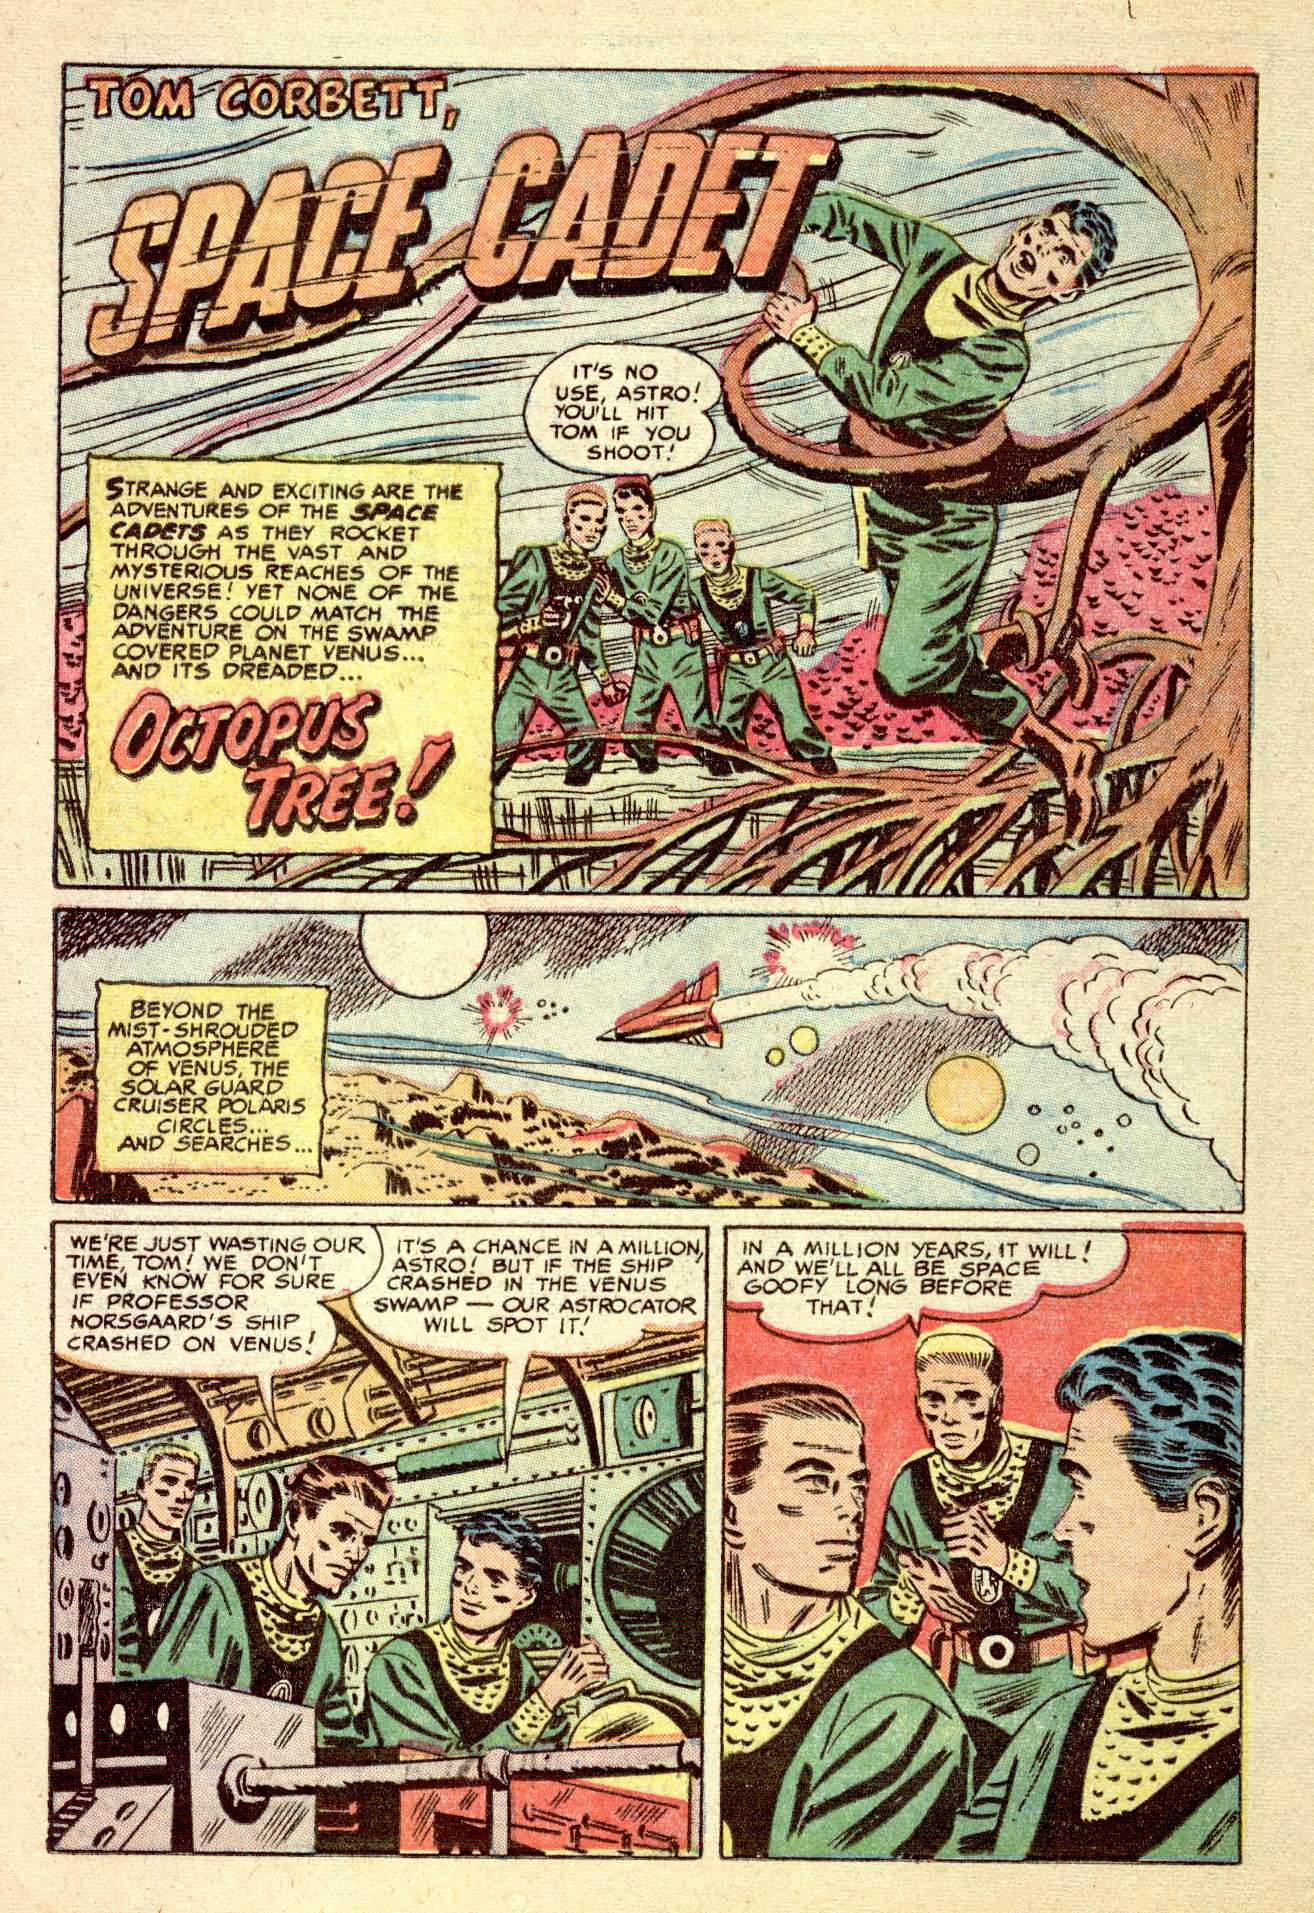 TOM CORBETT,
SPACE CADET
IT'S NO
USE, ASTRO!
YOU'LL HIT
TOM IF YOU
SHOOT!
STRANGE AND EXCITING ARE THE
ADVENTURES OF THE SPACE
CADETS AS THEY ROCKET
THROUGH THE VAST AND
MYSTERIOUS REACHES OF THE
UNIVERSE! YET NONE OF THE
DANGERS COULD MATCH THE
ADVENTURE ON THE SWAMP
COVERED PLANET VENUS...
AND ITS DREADED...
OCTOPUS
TREE!
BEYOND THE
MIST-SHROUDED
ATMOSPHERE
OF VENUS, THE
SOLAR GUARD
CRUISER POLARIS
CIRCLES...
AND SEARCHES...
WE'RE JUST WASTING OUR
TIME, TOM! WE DON'T
EVEN KNOW FOR SURE
IF PROFESSOR
NORSGAARD'S SHIP
CRASHED ON VENUS!
IT'S A CHANCE IN A MILLION,
ASTRO! BUT IF THE SHIP
CRASHED IN THE VENUS
SWAMP — OUR ASTROCATOR
WILL SPOT IT!
IN A MILLION YEARS, IT WILL!
AND WE'LL ALL BE SPACE
GOOFY LONG BEFORE
THAT!